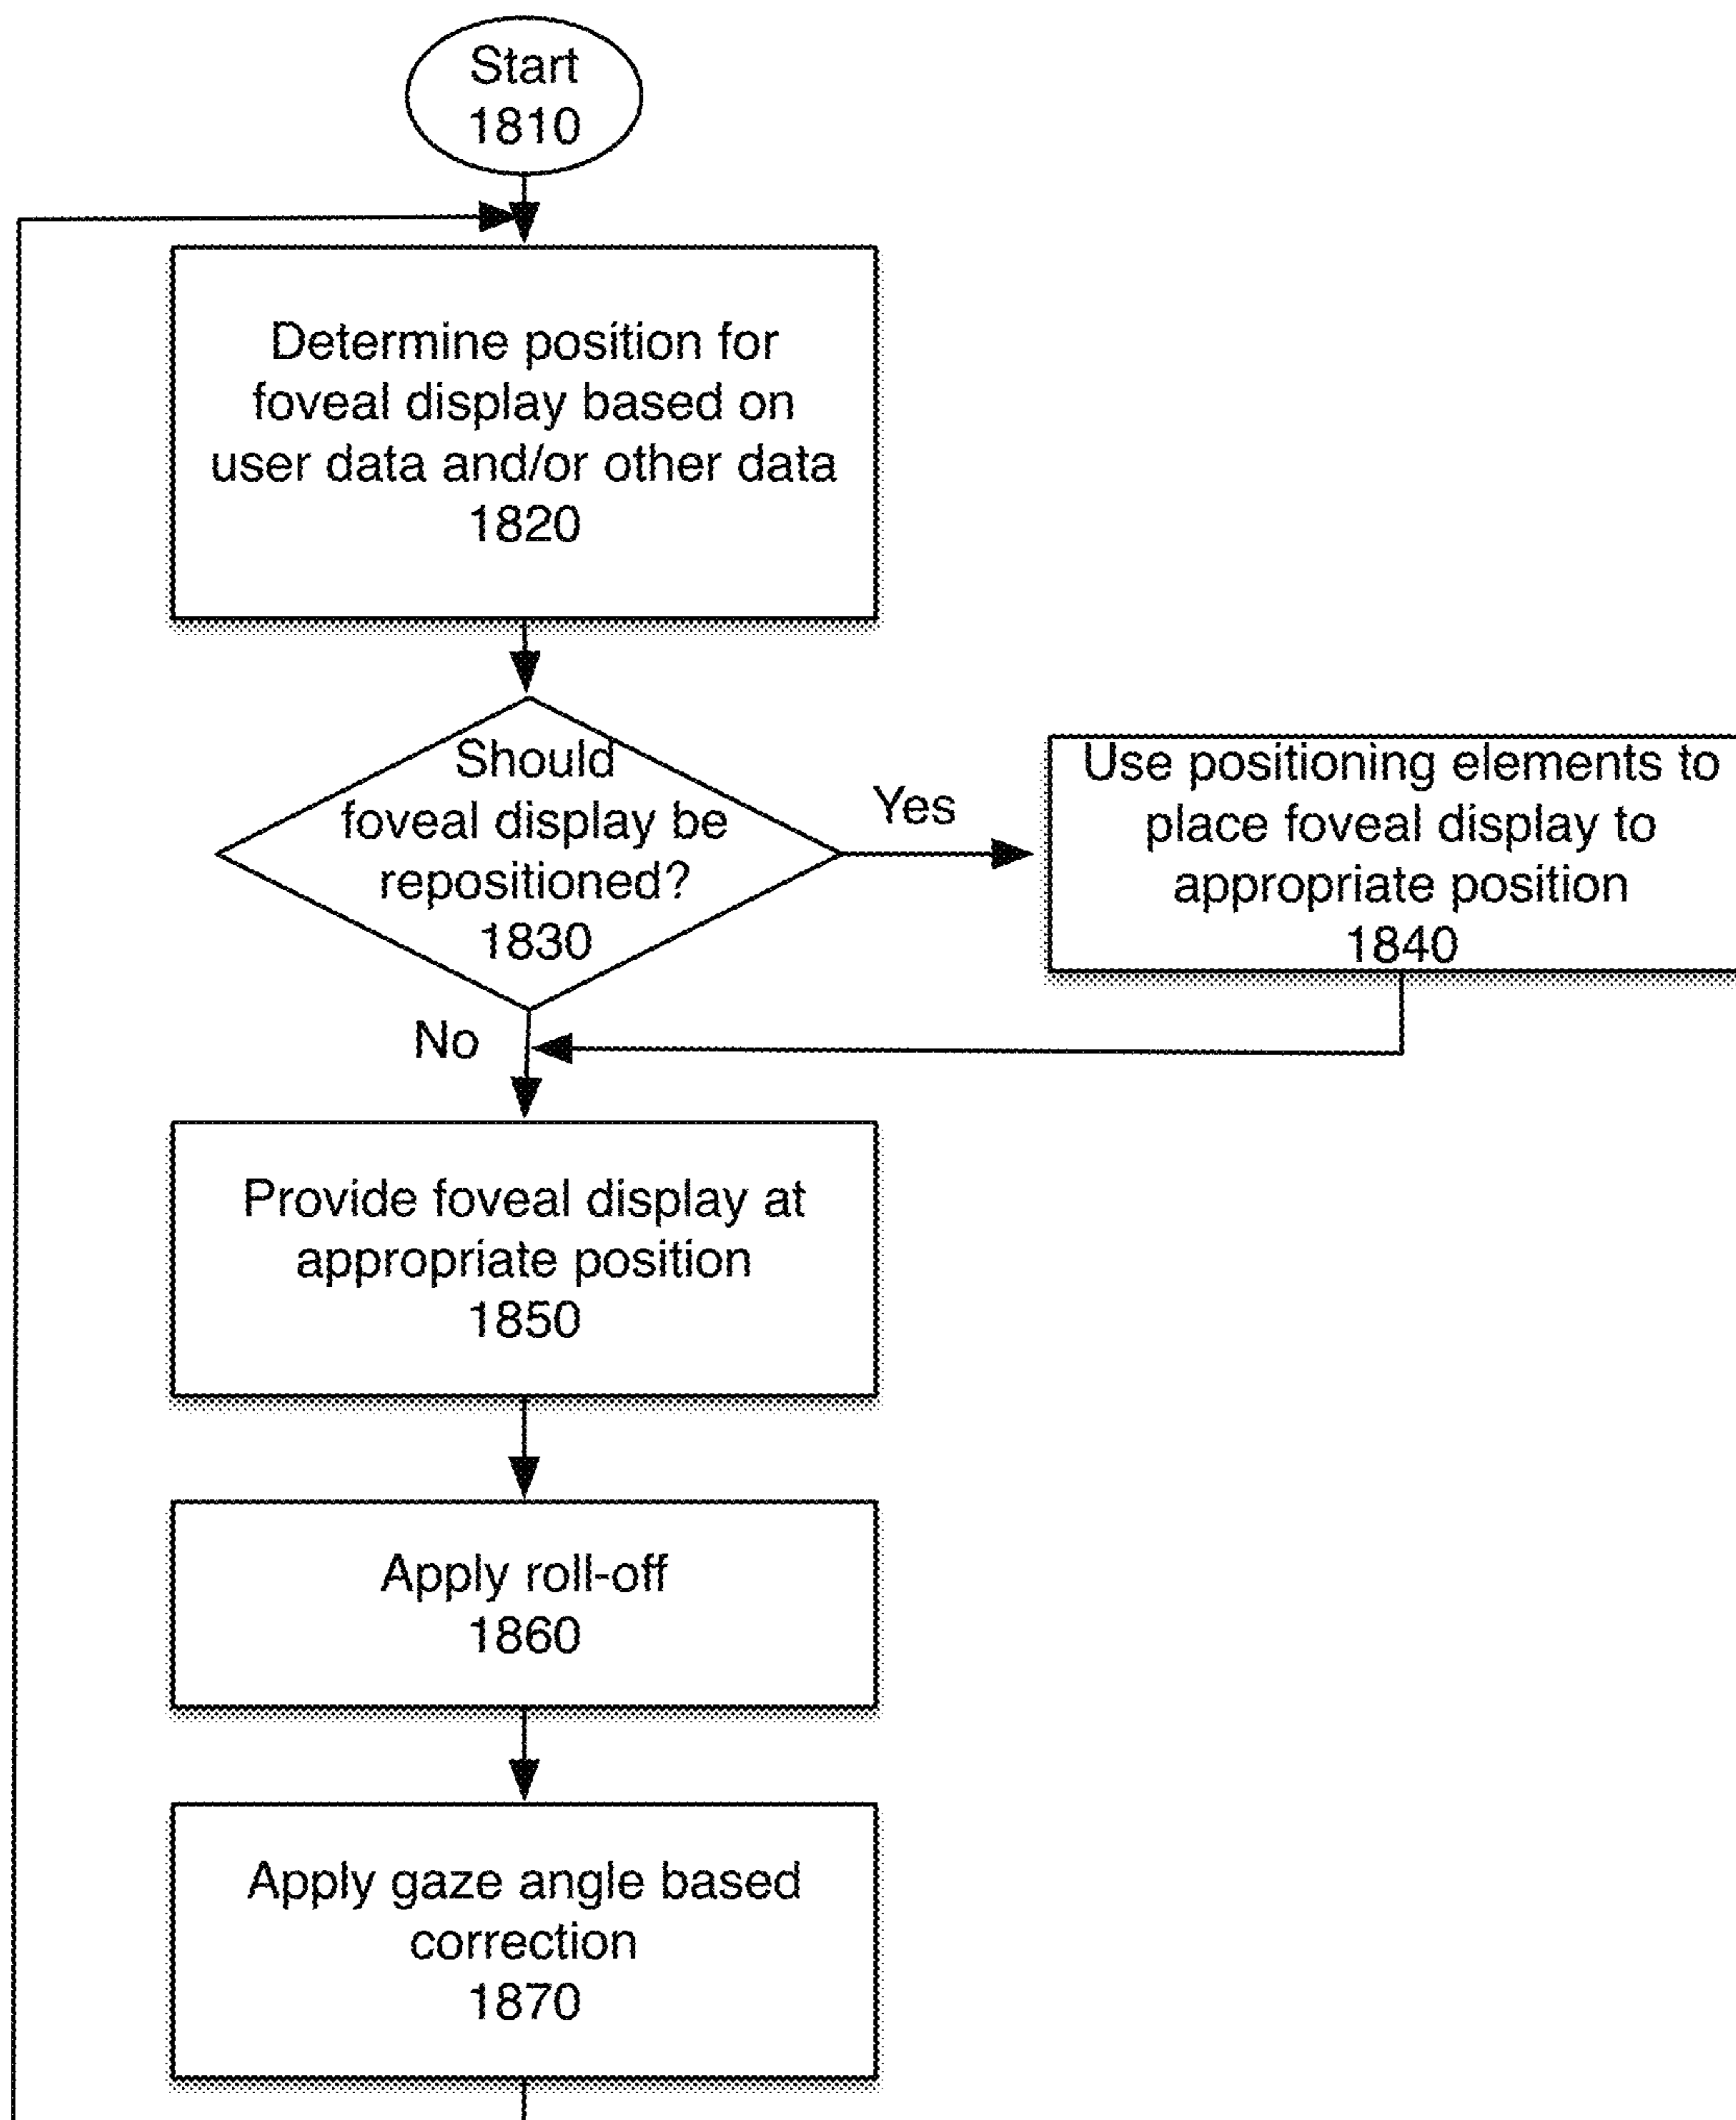 Start
1810
Determine position for
foveal display based on
user data and/or other data
1820
Should
foveal display be
repositioned?
1830
Yes
Use positioning elements to
place foveal display to
appropriate position
1840
No
Provide foveal display at
appropriate position
1850
Apply roll-off
1860
Apply gaze angle based
correction
1870